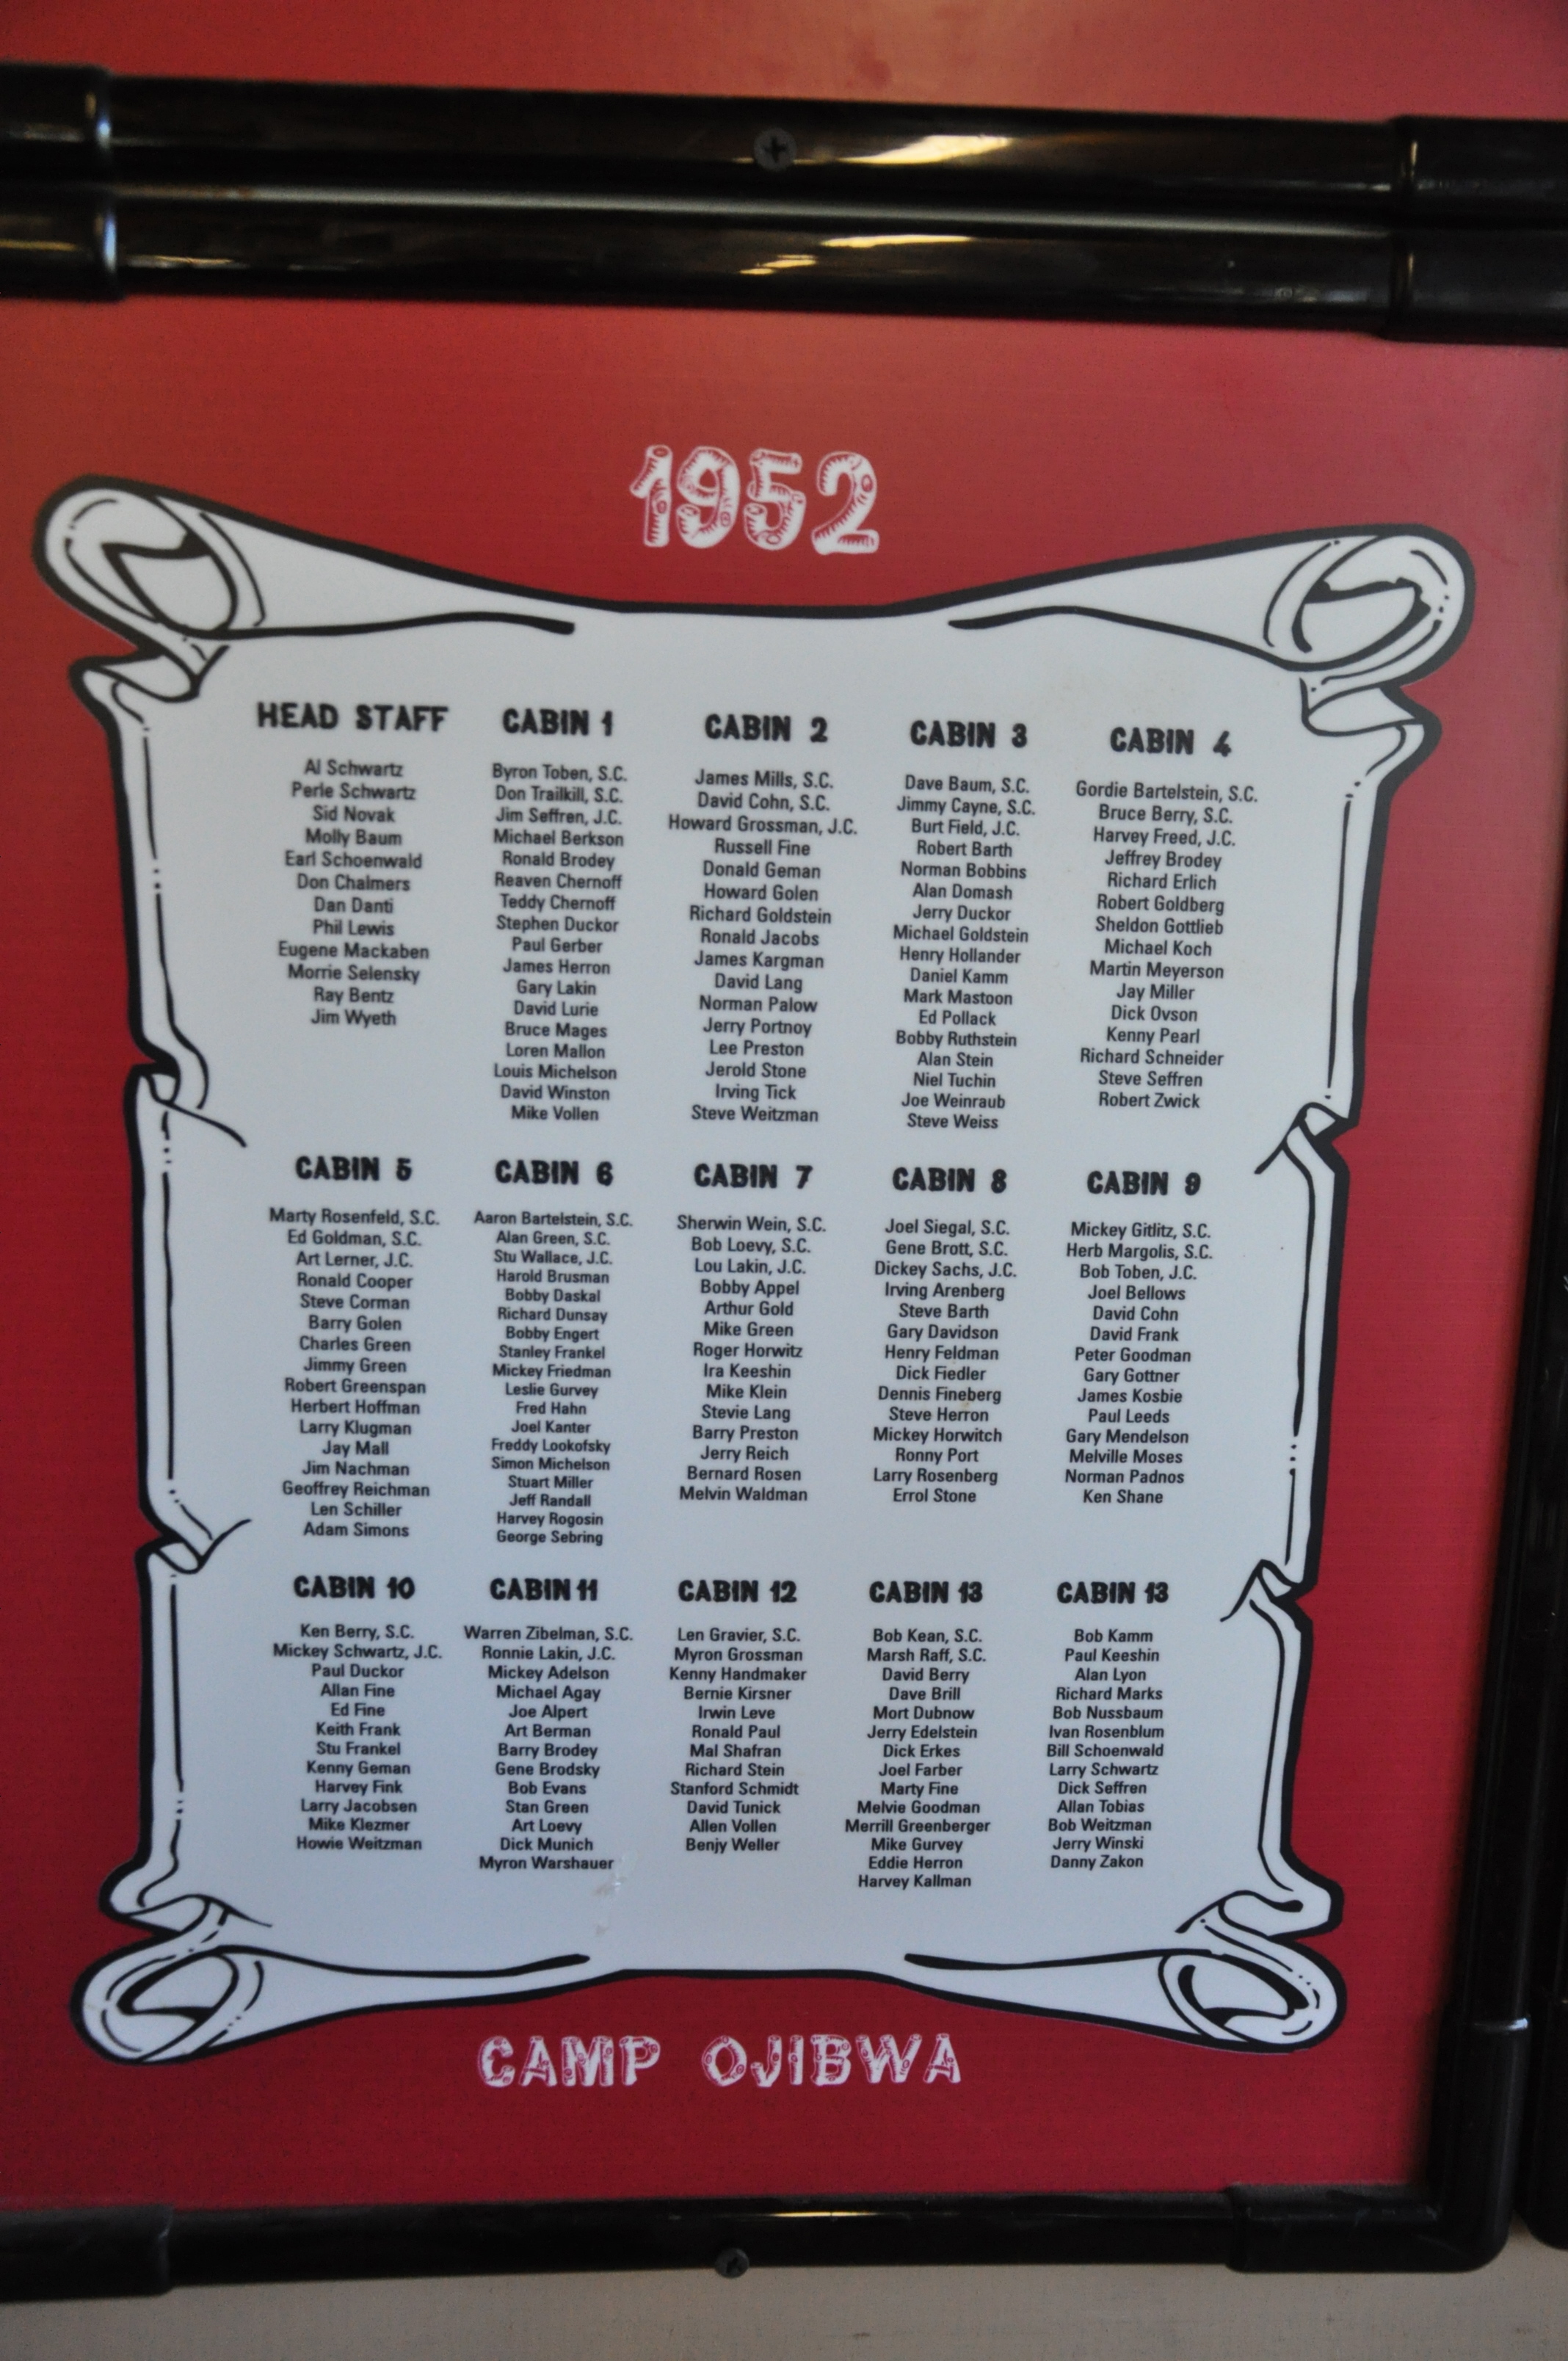 1952
HEAD STAFF
Al Schwartz
Perle Schwartz
Sid Novak
Molly Baum
Earl Schoenwald
Don Chalmers
Dan Danti
Phil Lewis
Eugene Mackaben
Morrie Selensky
Ray Bentz
Jim Wyeth
CABIN 1
Byron Toben, S.C.
Don Trailkill, S.C.
Jim Seffren, J.C.
Michael Berkson
Ronald Brodey
Reaven Chernoff
Teddy Chernoff
Stephen Duckor
Paul Gerber
James Herron
Gary Lakin
David Lurie
Bruce Mages
Loren Mallon
Louis Michelson
David Winston
Mike Vollen
CABIN 2
James Mills, S.C.
David Cohn, S.C.
Howard Grossman, J.C.
Russell Fine
Donald Geman
Howard Golen
Richard Goldstein
Ronald Jacobs
James Kargman
David Lang
Norman Palow
Jerry Portnoy
Lee Preston
Jerold Stone
Irving Tick
Steve Weitzman
CABIN 3
Dave Baum, S.C.
Jimmy Cayne, S.C.
Burt Field, J.C.
Robert Barth
Norman Bobbins
Alan Domash
Jerry Duckor
Michael Goldstein
Henry Hollander
Daniel Kamm
Mark Mastoon
Ed Pollack
Bobby Ruthstein
Alan Stein
Niel Tuchin
Joe Weinraub
Steve Weiss
CABIN 4
Gordie Bartelstein, S.C.
Bruce Berry, S.C.
Harvey Freed, J.C.
Jeffrey Brodey
Richard Erlich
Robert Goldberg
Sheldon Gottlieb
Michael Koch
Martin Meyerson
Jay Miller
Dick Ovson
Kenny Pearl
Richard Schneider
Steve Seffren
Robert Zwick
CABIN 5
Marty Rosenfeld, S.C.
Ed Goldman, S.C.
Art Lerner, J.C.
Ronald Cooper
Steve Corman
Barry Golen
Charles Green
Jimmy Green
Robert Greenspan
Herbert Hoffman
Larry Klugman
Jay Mall
Jim Nachman
Geoffrey Reichman
Len Schiller
Adam Simons
CABIN 6
Aaron Bartelstein, S.C.
Alan Green, S.C.
Stu Wallace, J.C.
Harold Brusman
Bobby Daskal
Richard Dunsay
Bobby Engert
Stanley Frankel
Mickey Friedman
Leslie Gurvey
Fred Hahn
Joel Kanter
Freddy Lookofsky
Simon Michelson
Stuart Miller
Jeff Randall
Harvey Rogosin
George Sebring
CABIN 7
Sherwin Wein, S.C.
Bob Loevy, S.C.
Lou Lakin, J.C.
Bobby Appel
Arthur Gold
Mike Green
Roger Horwitz
Ira Keeshin
Mike Klein
Stevie Lang
Barry Preston
Jerry Reich
Bernard Rosen
Melvin Waldman
CABIN 8
Joel Siegal, S.C.
Gene Brott, S.C.
Dickey Sachs, J.C.
Irving Arenberg
Steve Barth
Gary Davidson
Henry Feldman
Dick Fiedler
Dennis Fineberg
Steve Herron
Mickey Horwitch
Ronny Port
Larry Rosenberg
Errol Stone
CABIN 9
Mickey Gitlitz, S.C.
Herb Margolis, S.C.
Bob Toben, J.C.
Joel Bellows
David Cohn
David Frank
Peter Goodman
Gary Gottner
James Kosbie
Paul Leeds
Gary Mendelson
Melville Moses
Norman Padnos
Ken Shane
CABIN 10
Ken Berry, S.C.
Mickey Schwartz, J.C.
Paul Duckor
Allan Fine
Ed Fine
Keith Frank
Stu Frankel
Kenny Geman
Harvey Fink
Larry Jacobsen
Mike Klezmer
Howie Weitzman
CABIN 11
Warren Zibelman, S.C.
Ronnie Lakin, J.C.
Mickey Adelson
Michael Agay
Joe Alpert
Art Berman
Barry Brodey
Gene Brodsky
Bob Evans
Stan Green
Art Loevy
Dick Munich
Myron Warshauer
CABIN 12
Len Gravier, S.C.
Myron Grossman
Kenny Handmaker
Bernie Kirsner
Irwin Leve
Ronald Paul
Mal Shafran
Richard Stein
Stanford Schmidt
David Tunick
Allen Vollen
Benjy Weller
CABIN 13
Bob Kean, S.C.
Marsh Raff, S.C.
David Berry
Dave Brill
Mort Dubnow
Jerry Edelstein
Dick Erkes
Joel Farber
Marty Fine
Melvie Goodman
Merrill Greenberger
Mike Gurvey
Eddie Herron
Harvey Kallman
CABIN 13
Bob Kamm
Paul Keeshin
Alan Lyon
Richard Marks
Bob Nussbaum
Ivan Rosenblum
Bill Schoenwald
Larry Schwartz
Dick Seffren
Allan Tobias
Bob Weitzman
Jerry Winski
Danny Zakon
CAMP OJIBWA